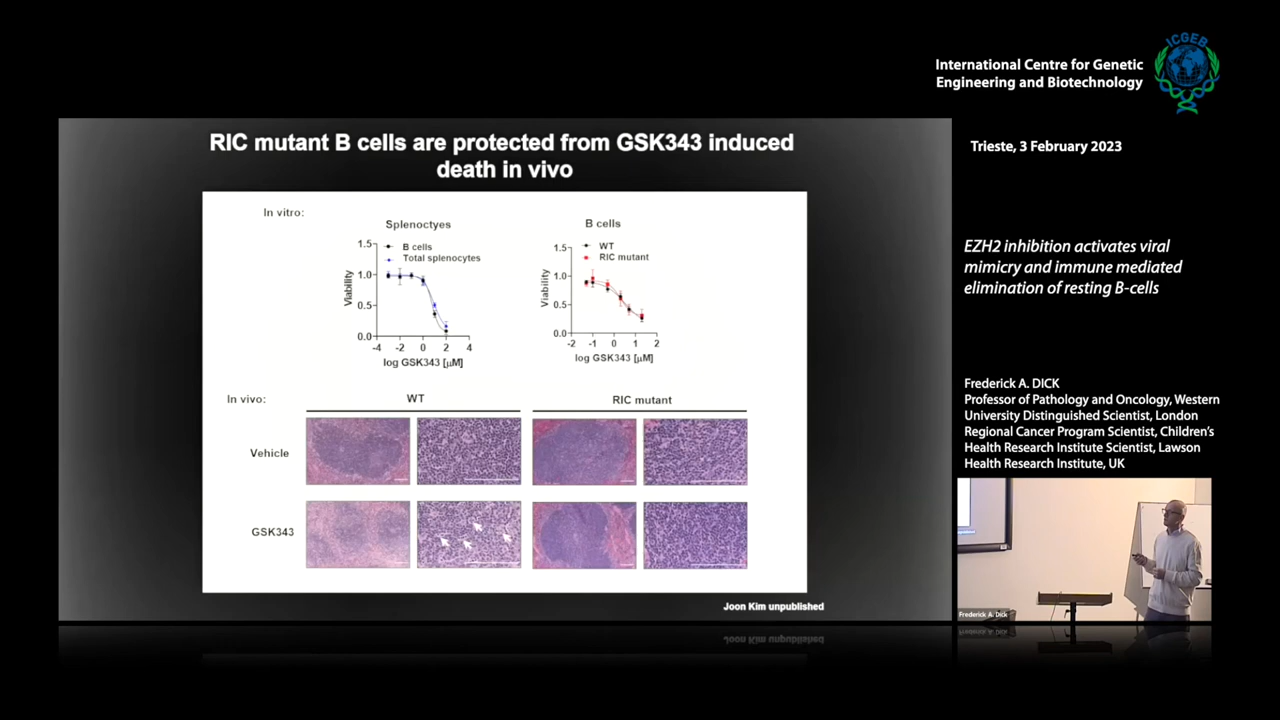 ICGEB
International Centre for Genetic
Engineering and Biotechnology
Trieste, 3 February 2023
RIC mutant B cells are protected from GSK343 induced
death in vivo
In vitro:
Splenoctyes
B cells
Total splenocytes
Viability
1.5
1.0
0.5
0.0
-4 -2 0 2 4
log GSK343 [µM]
B cells
WT
RIC mutant
Viability
1.5
1.0
0.5
0.0
-2 -1 0 1 2
log GSK343 [µM]
In vivo:
WT
RIC mutant
Vehicle
GSK343
Joon Kim unpublished
EZH2 inhibition activates viral
mimicry and immune mediated
elimination of resting B-cells
Frederick A. DICK
Professor of Pathology and Oncology, Western
University Distinguished Scientist, London
Regional Cancer Program Scientist, Children's
Health Research Institute Scientist, Lawson
Health Research Institute, UK
Frederick A. Dick